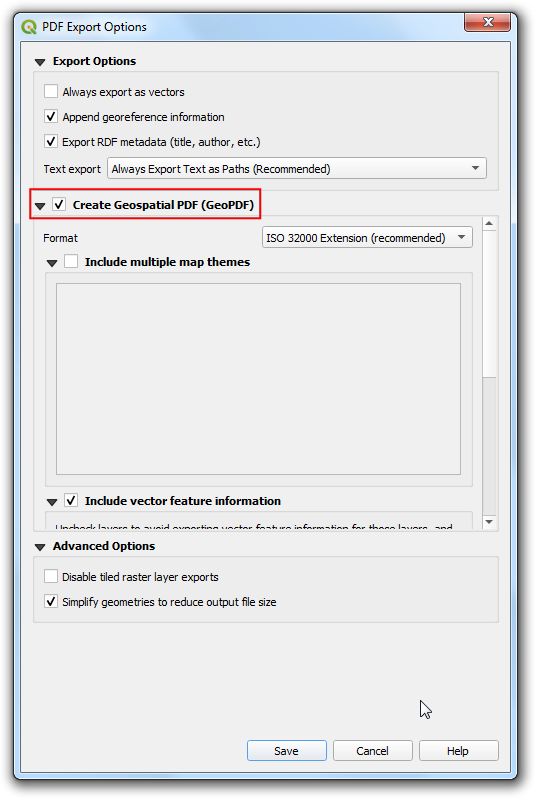 PDF Export Options
Export Options
Always export as vectors
Append georeference information
Export RDF metadata (title, author, etc.)
Text export Always Export Text as Paths (Recommended)
Create Geospatial PDF (GeoPDF)
Format ISO 32000 Extension (recommended)
Include multiple map themes
Include vector feature information
Uncheck layers to avoid exporting vector feature information for those layers, and
Advanced Options
Disable tiled raster layer exports
Simplify geometries to reduce output file size
Save Cancel Help